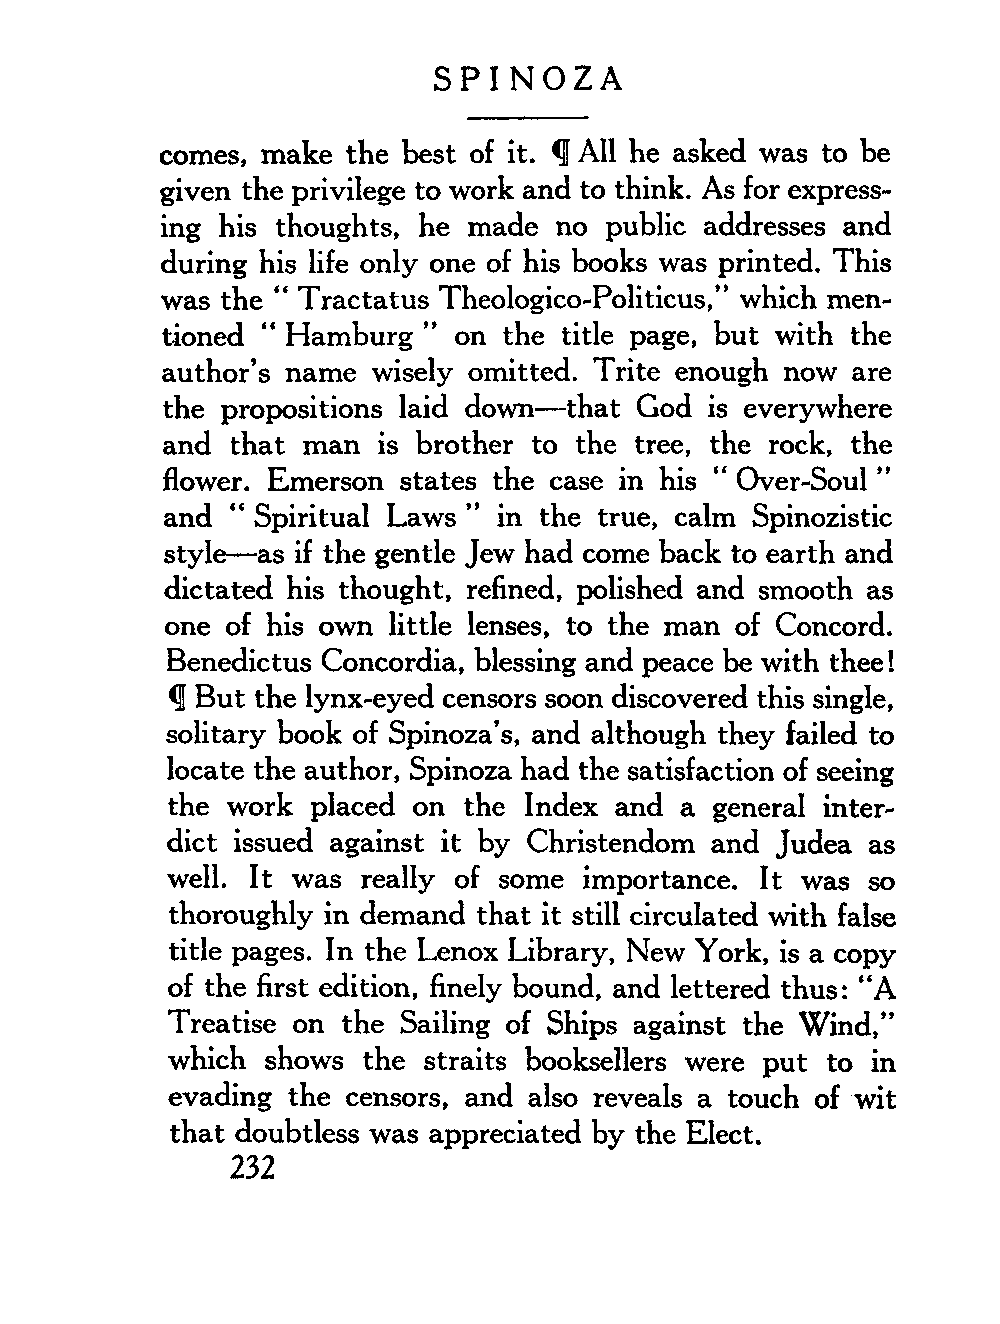 SPINOZA
comes, make the best of it. ¶ All he asked was to be
given the privilege to work and to think. As for express-
ing his thoughts, he made no public addresses and
during his life only one of his books was printed. This
was the “ Tractatus Theologico-Politicus,” which men-
tioned “ Hamburg ” on the title page, but with the
author’s name wisely omitted. Trite enough now are
the propositions laid down—that God is everywhere
and that man is brother to the tree, the rock, the
flower. Emerson states the case in his “ Over-Soul ”
and “ Spiritual Laws ” in the true, calm Spinozistic
style—as if the gentle Jew had come back to earth and
dictated his thought, refined, polished and smooth as
one of his own little lenses, to the man of Concord.
Benedictus Concordia, blessing and peace be with thee!
¶ But the lynx-eyed censors soon discovered this single,
solitary book of Spinoza’s, and although they failed to
locate the author, Spinoza had the satisfaction of seeing
the work placed on the Index and a general inter-
dict issued against it by Christendom and Judea as
well. It was really of some importance. It was so
thoroughly in demand that it still circulated with false
title pages. In the Lenox Library, New York, is a copy
of the first edition, finely bound, and lettered thus: “A
Treatise on the Sailing of Ships against the Wind,”
which shows the straits booksellers were put to in
evading the censors, and also reveals a touch of wit
that doubtless was appreciated by the Elect.
232